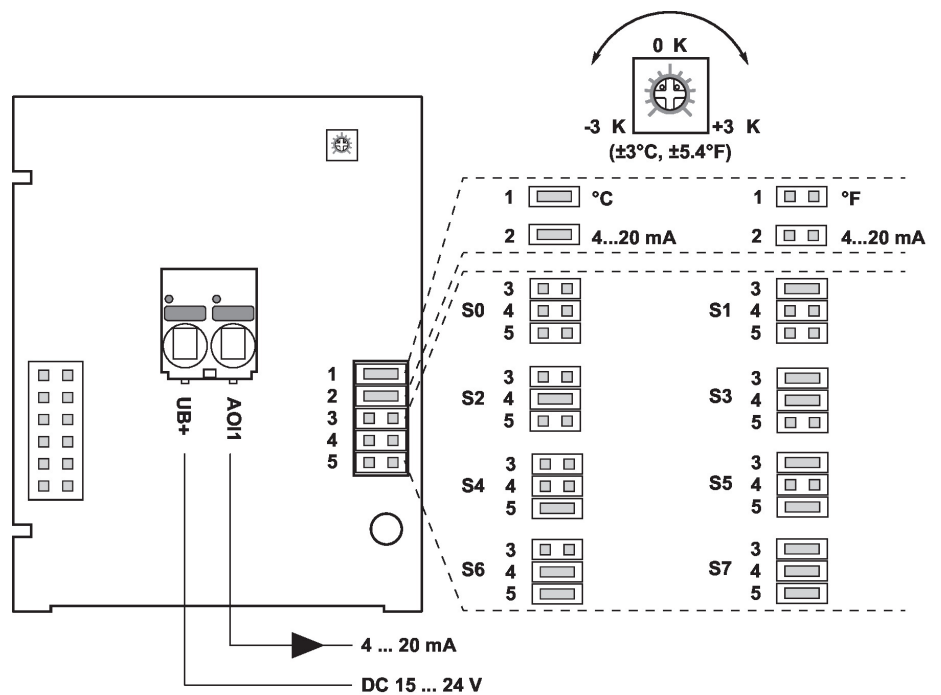 0 K
-3 K +3 K
(±3°C, ±5.4°F)
1 °C 1 °F
2 4...20 mA 2 4...20 mA
S0 3 4 5 S1 3 4 5
S2 3 4 5 S3 3 4 5
S4 3 4 5 S5 3 4 5
S6 3 4 5 S7 3 4 5
1
2
3
4
5
UB+
AOI1
4 ... 20 mA
DC 15 ... 24 V